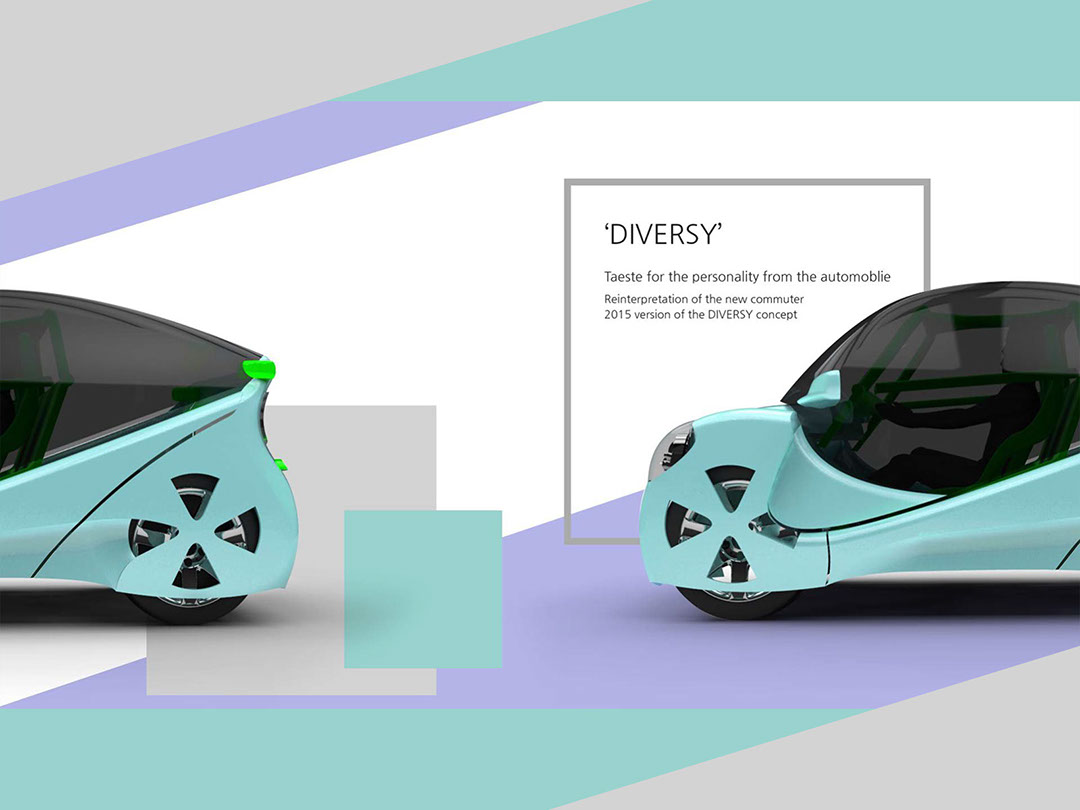 ‘DIVERSY’
Taeste for the personality from the automoblie
Reinterpretation of the new commuter
2015 version of the DIVERSY concept